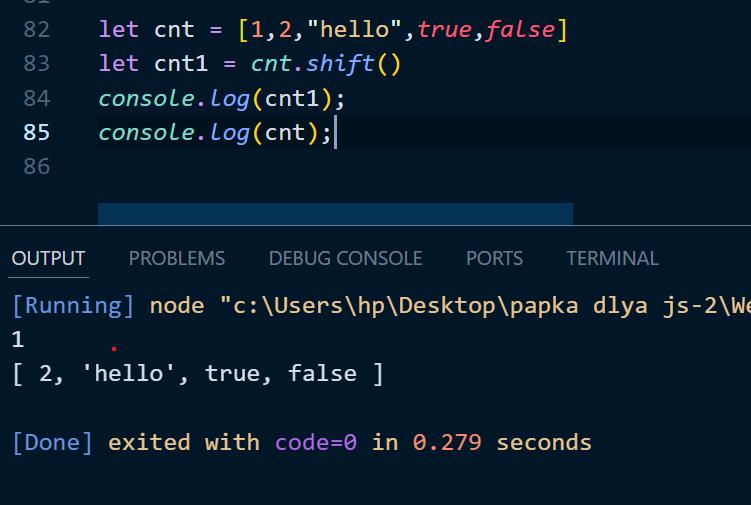 82 let cnt = [1,2,"hello",true,false]
83 let cnt1 = cnt.shift()
84 console.log(cnt1);
85 console.log(cnt);
86
OUTPUT PROBLEMS DEBUG CONSOLE PORTS TERMINAL
[Running] node "c:\Users\hp\Desktop\papka dlya js-2\We
1
[ 2, 'hello', true, false ]
[Done] exited with code=0 in 0.279 seconds